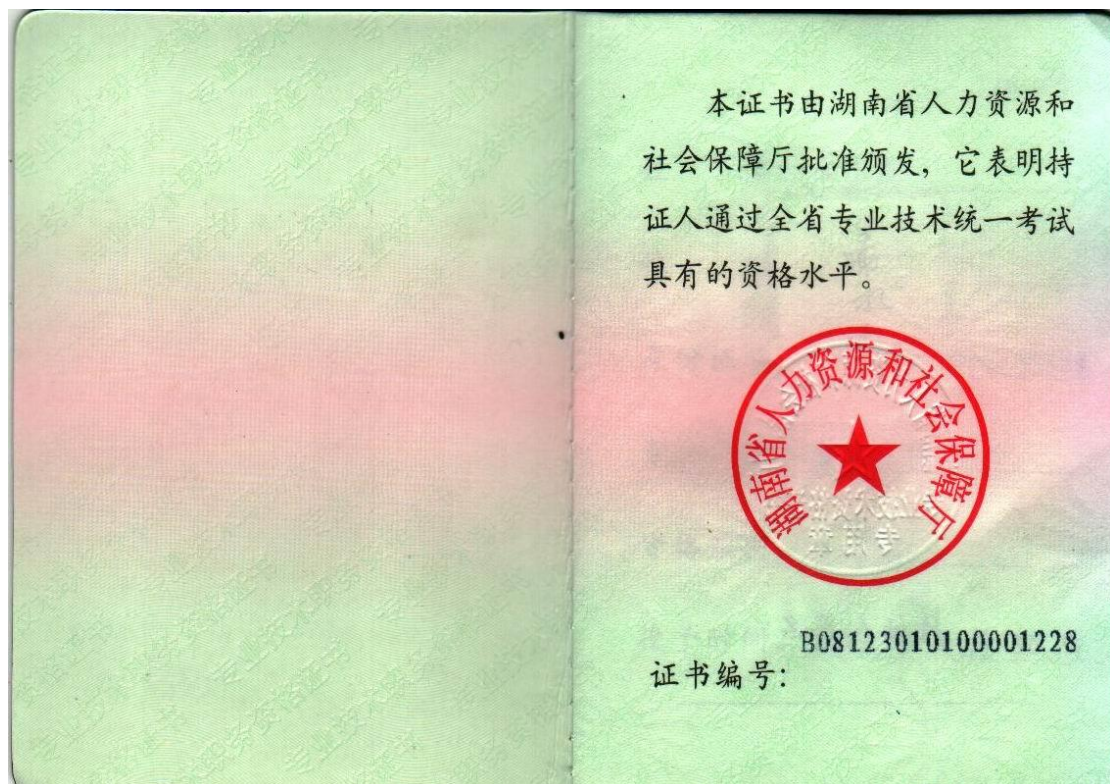 本证书由湖南省人力资源和
社会保障厅批准颁发，它表明持
证人通过全省专业技术统一考试
具有的资格水平。
湖南省人力资源和社会保障厅
B08123010100001228
证书编号：